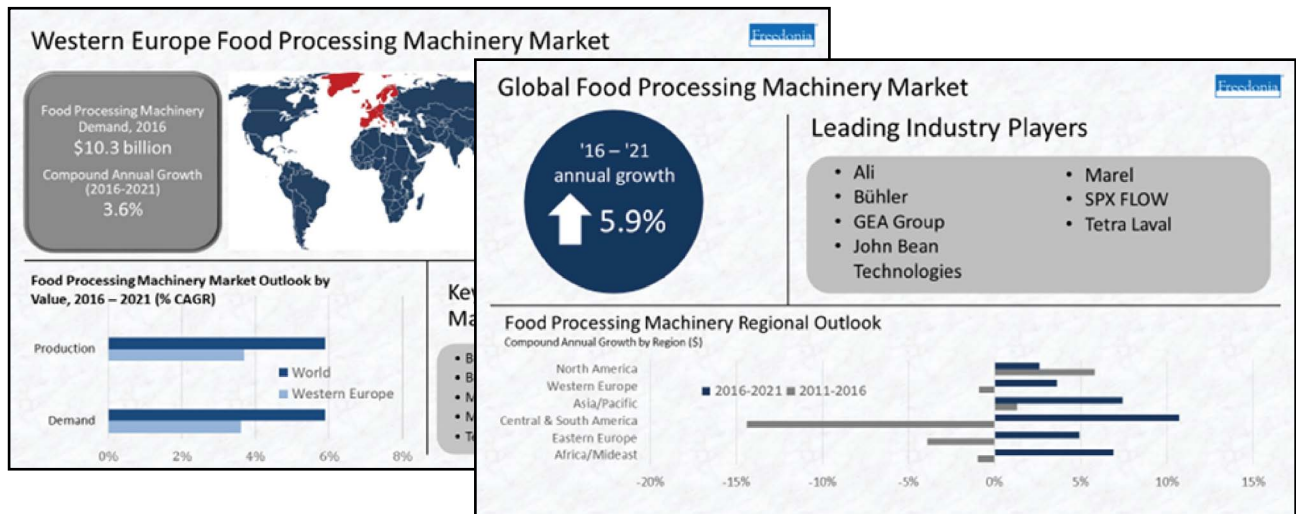 Western Europe Food Processing Machinery Market
Freedonia
Food Processing Machinery
Demand, 2016
$10.3 billion
Compound Annual Growth
(2016-2021)
3.6%
Food Processing Machinery Market Outlook by
Value, 2016 – 2021 (% CAGR)
Production
World
Western Europe
Demand
0% 2% 4% 6% 8%
Global Food Processing Machinery Market
Freedonia
'16 – '21
annual growth
5.9%
Leading Industry Players
• Ali
• Bühler
• GEA Group
• John Bean
Technologies
• Marel
• SPX FLOW
• Tetra Laval
Food Processing Machinery Regional Outlook
Compound Annual Growth by Region ($)
North America
Western Europe
Asia/Pacific
Central & South America
Eastern Europe
Africa/Mideast
2016-2021 2011-2016
-20% -15% -10% -5% 0% 5% 10% 15%